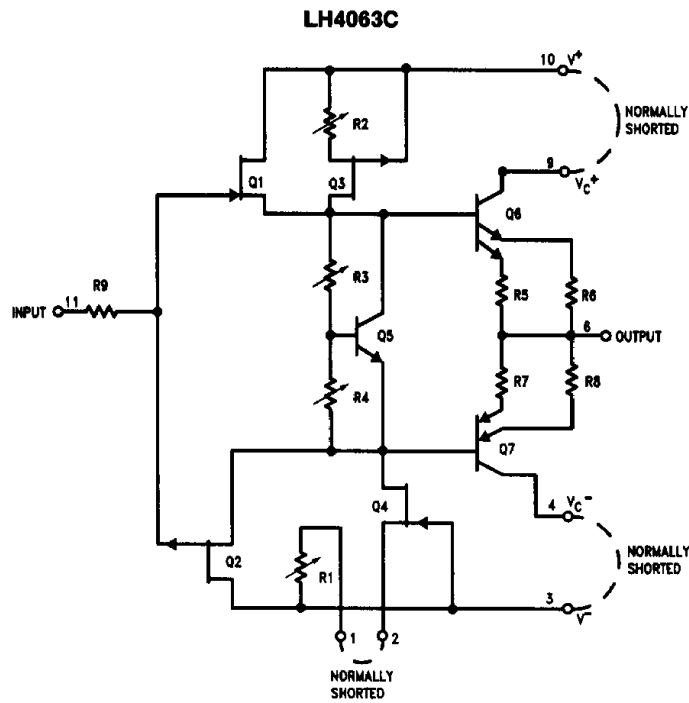 LH4063C
10 V+
NORMALLY
SHORTED
R2
9
VC+
Q1
Q3
Q6
R9
R3
R5
R6
INPUT 11
6 OUTPUT
Q5
R4
R7
R8
Q7
4 VC-
Q4
Q2
NORMALLY
SHORTED
R1
3
V-
1
2
NORMALLY
SHORTED